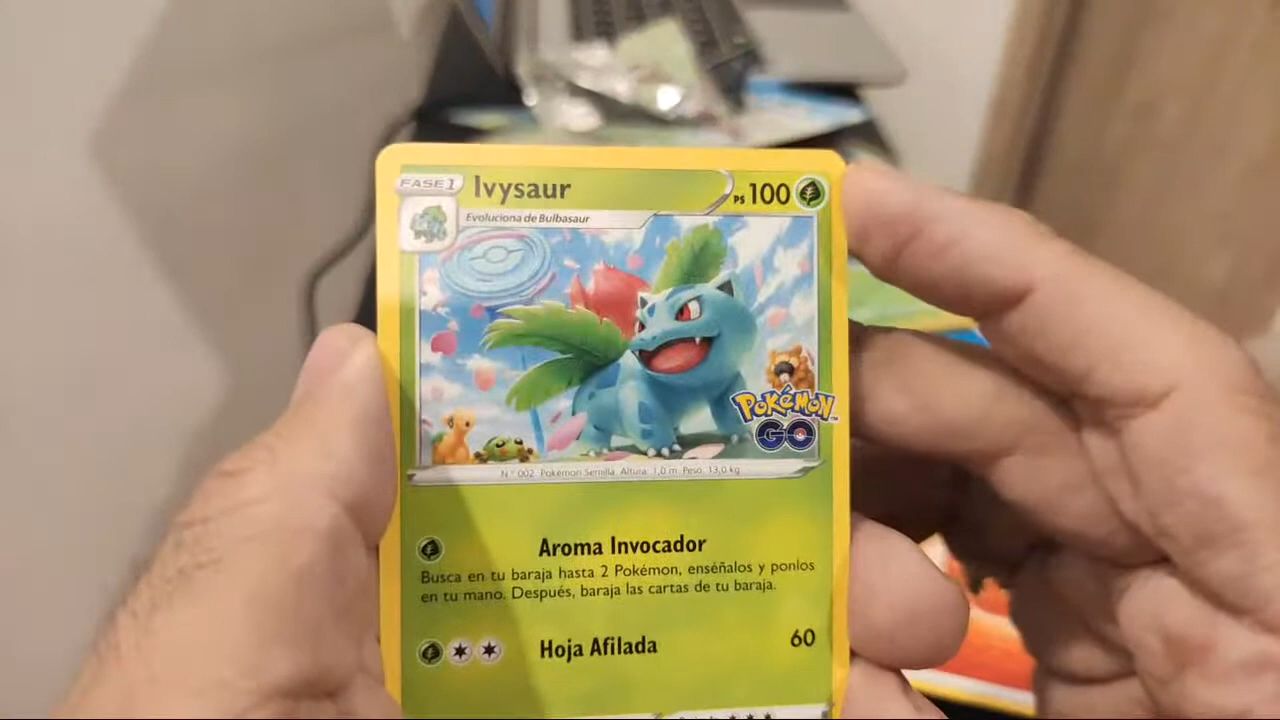 FASE 1
Ivysaur
PS 100
Evoluciona de Bulbasaur
POKÉMON
GO
N.º 002 Pokémon Semilla Altura: 1,0 m Peso: 13,0 kg
Aroma Invocador
Busca en tu baraja hasta 2 Pokémon, enséñalos y ponlos
en tu mano. Después, baraja las cartas de tu baraja.
Hoja Afilada 60